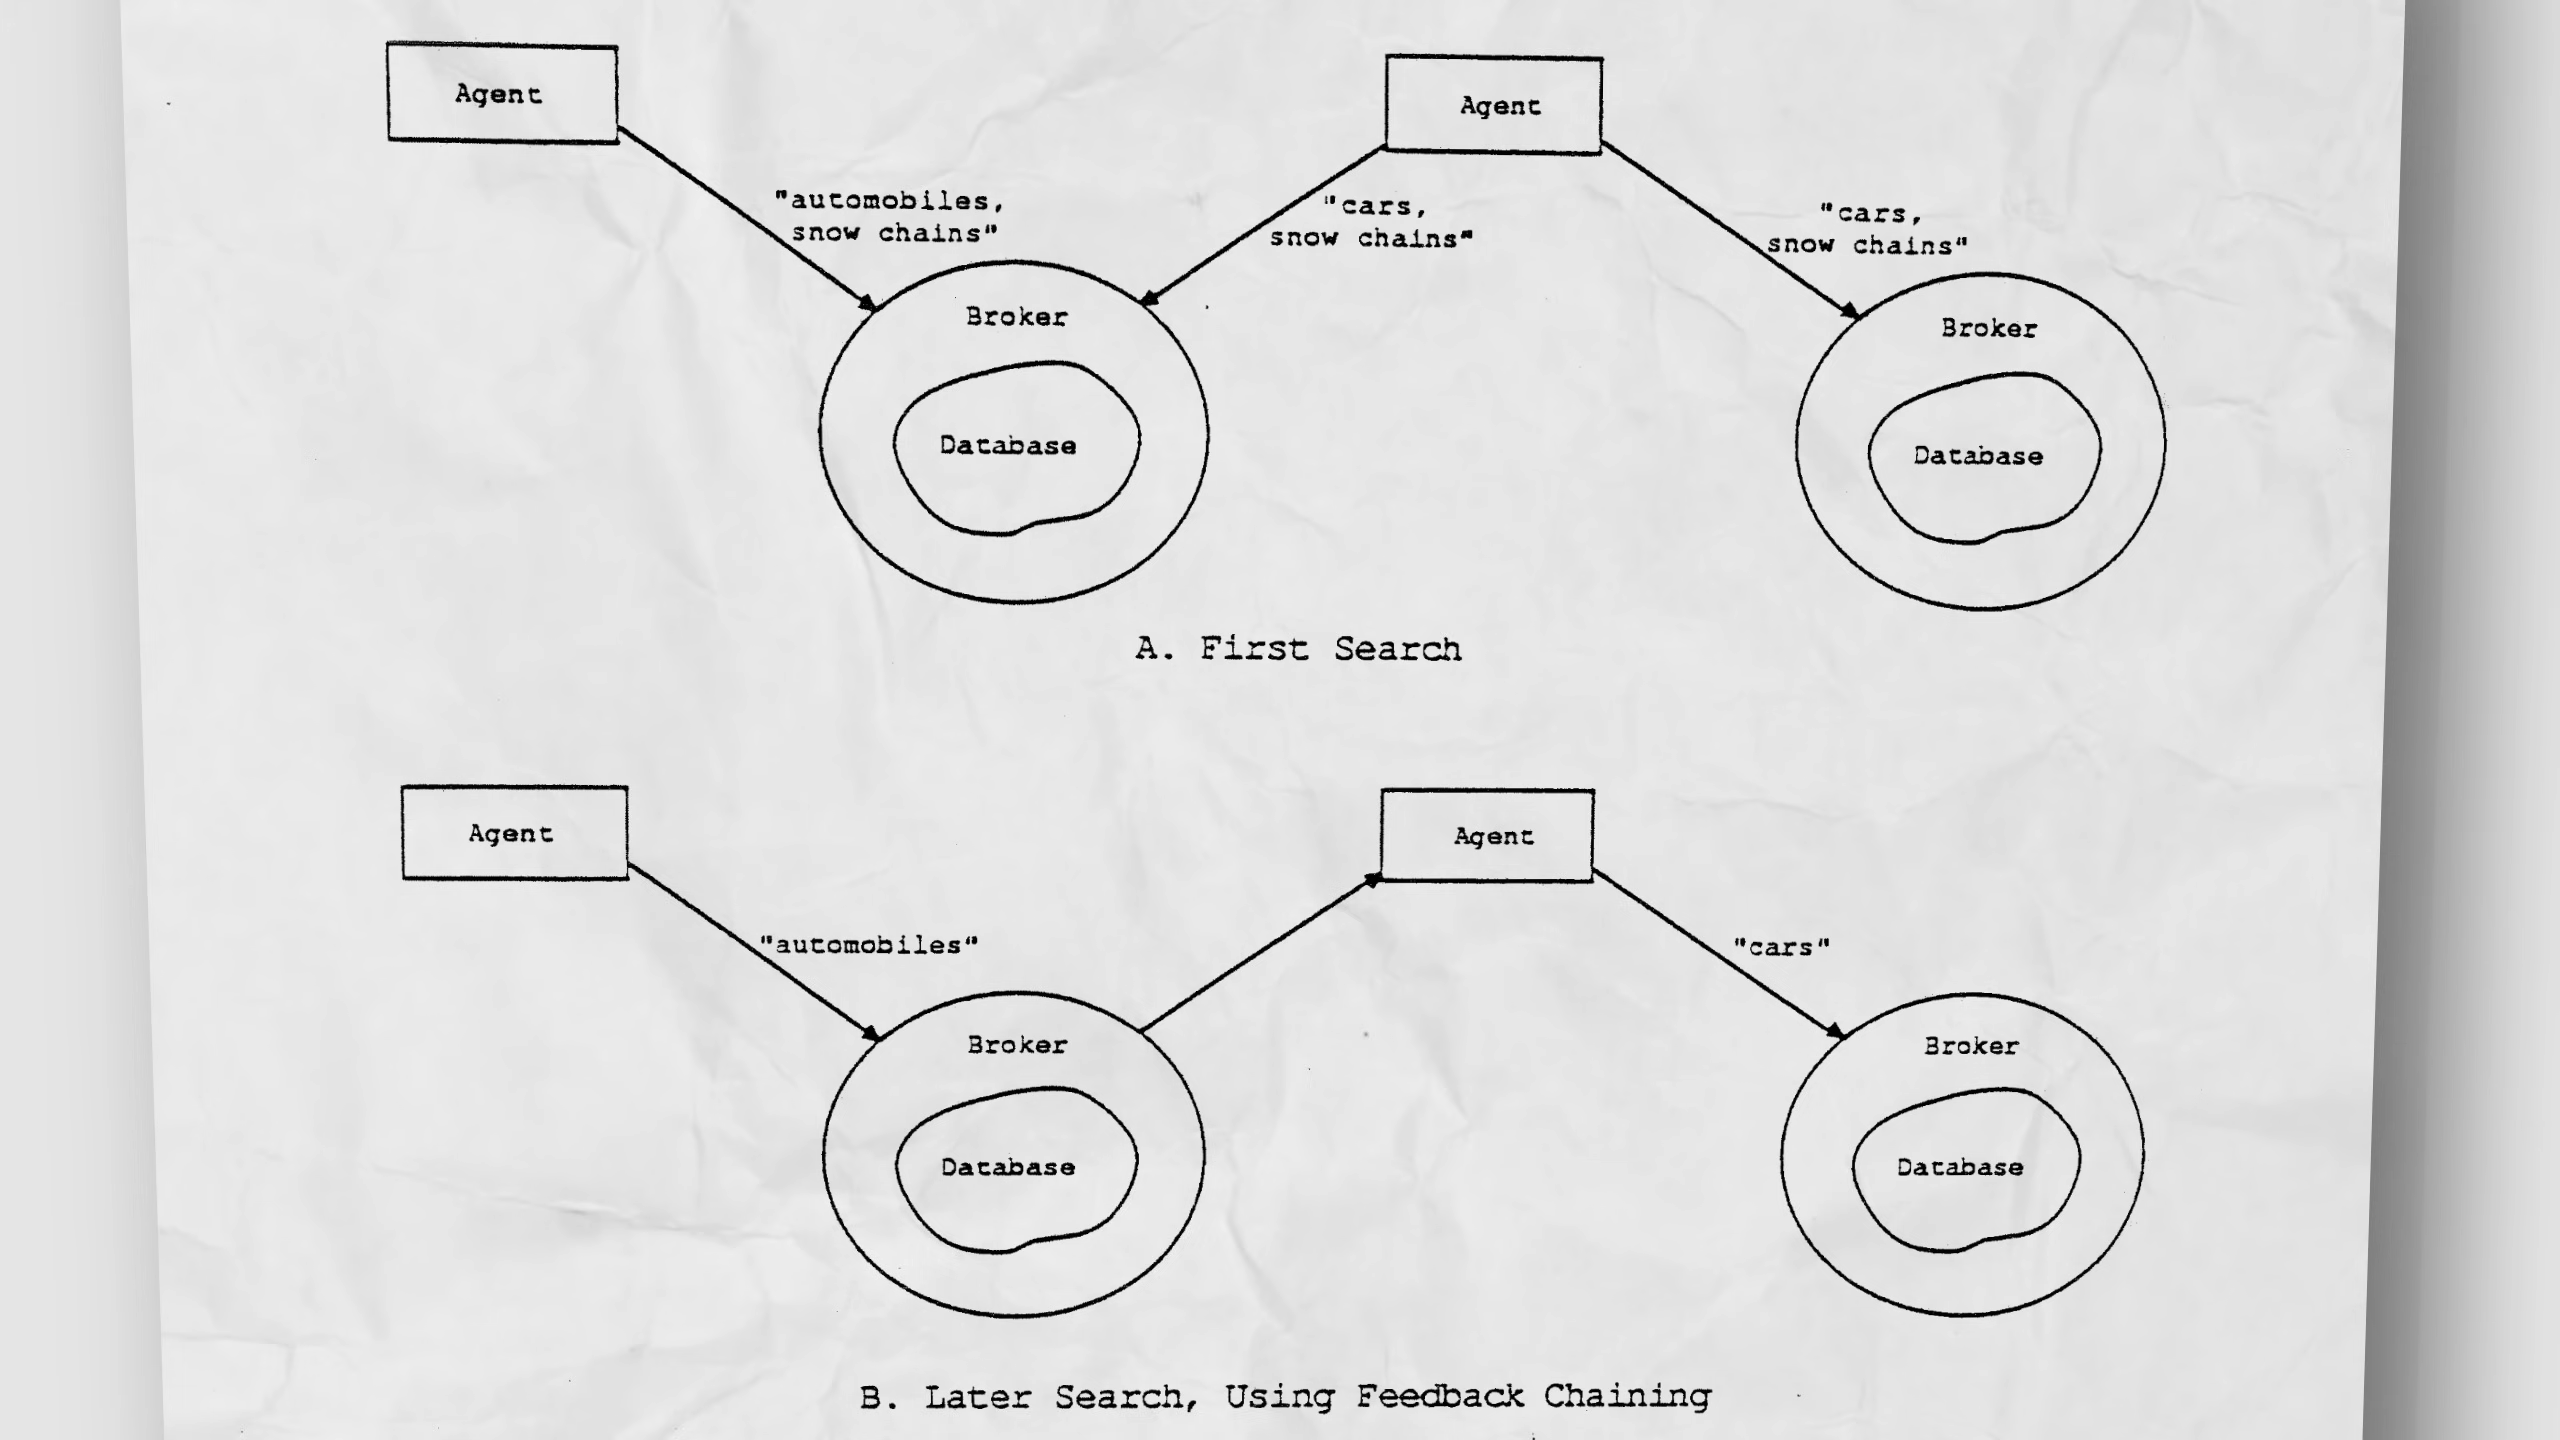 Agent
Agent
"automobiles,
snow chains"
"cars,
snow chains"
"cars,
snow chains"
Broker
Database
Broker
Database
A. First Search
Agent
Agent
"automobiles"
"cars"
Broker
Database
Broker
Database
B. Later Search, Using Feedback Chaining